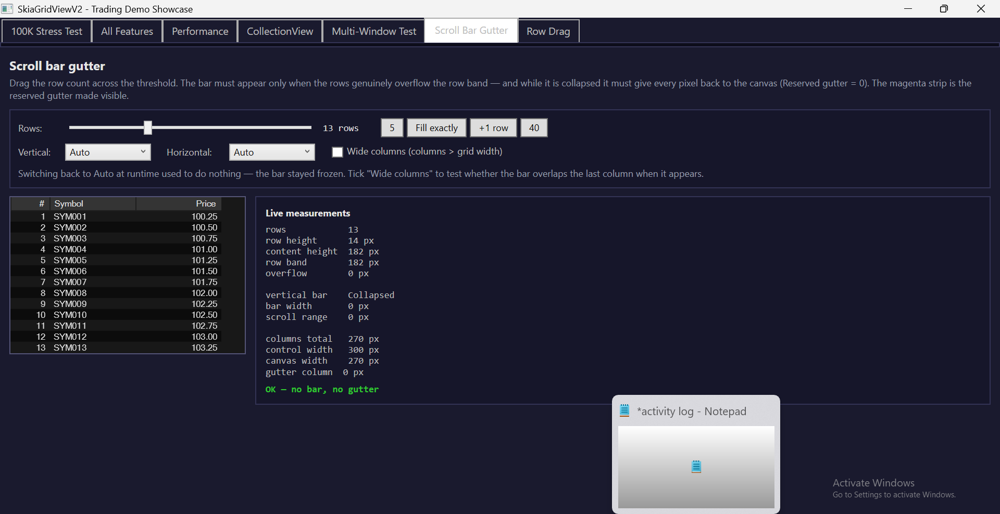 SkiaGridViewV2 - Trading Demo Showcase
100K Stress Test All Features Performance CollectionView Multi-Window Test Scroll Bar Gutter Row Drag
Scroll bar gutter
Drag the row count across the threshold. The bar must appear only when the rows genuinely overflow the row band — and while it is collapsed it must give every pixel back to the canvas (Reserved gutter = 0). The magenta strip is the
reserved gutter made visible.
Rows: 13 rows 5 Fill exactly +1 row 40
Vertical: Auto Horizontal: Auto Wide columns (columns > grid width)
Switching back to Auto at runtime used to do nothing — the bar stayed frozen. Tick "Wide columns" to test whether the bar overlaps the last column when it appears.
# Symbol Price
1 SYM001 100.25
2 SYM002 100.50
3 SYM003 100.75
4 SYM004 101.00
5 SYM005 101.25
6 SYM006 101.50
7 SYM007 101.75
8 SYM008 102.00
9 SYM009 102.25
10 SYM010 102.50
11 SYM011 102.75
12 SYM012 103.00
13 SYM013 103.25
Live measurements
rows 13
row height 14 px
content height 182 px
row band 182 px
overflow 0 px
vertical bar Collapsed
bar width 0 px
scroll range 0 px
columns total 270 px
control width 300 px
canvas width 270 px
gutter column 0 px
OK — no bar, no gutter
*activity log - Notepad
Activate Windows
Go to Settings to activate Windows.